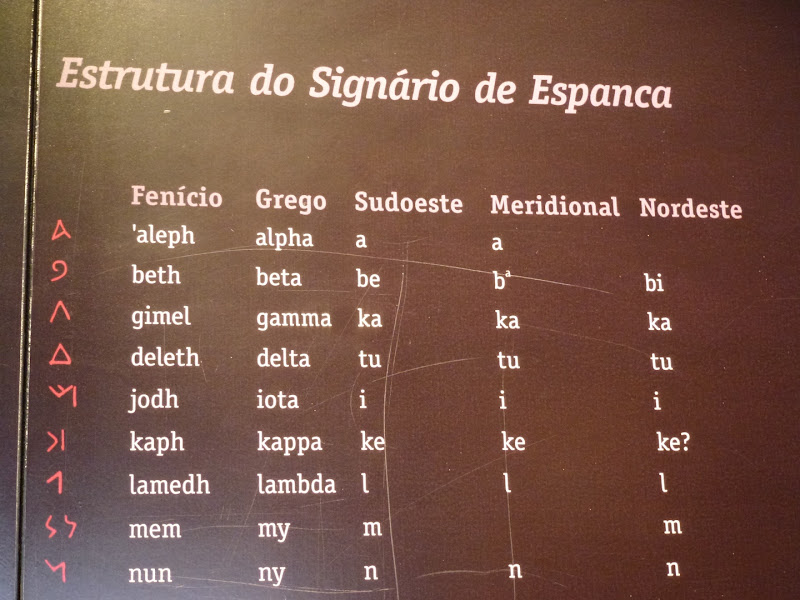 Estrutura do Signário de Espanca
Fenício Grego Sudoeste Meridional Nordeste
'aleph alpha a a
beth beta be bª bi
gimel gamma ka ka ka
deleth delta tu tu tu
jodh iota i i i
kaph kappa ke ke ke?
lamedh lambda l l l
mem my m m
nun ny n n n